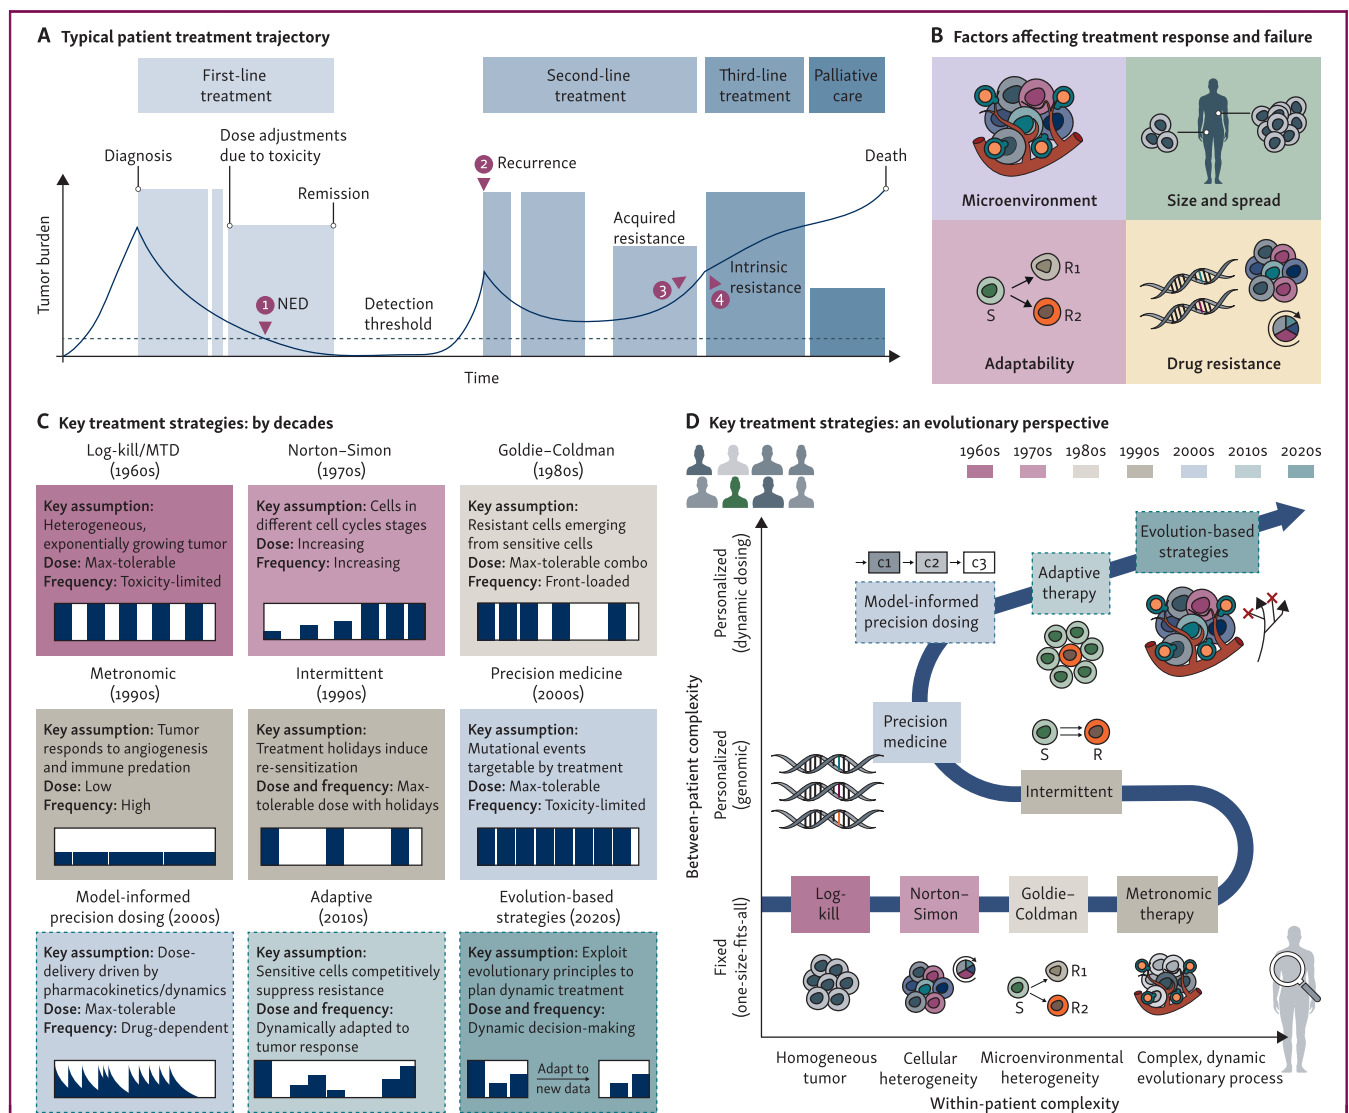 A Typical patient treatment trajectory
First-line
treatment
Second-line
treatment
Third-line
treatment
Palliative
care
Diagnosis
Dose adjustments
due to toxicity
Remission
2 Recurrence
Death
Acquired
resistance
Intrinsic
resistance
1 NED
3
4
Detection
threshold
Tumor burden
Time
B Factors affecting treatment response and failure
Microenvironment
Size and spread
S
R1
R2
Adaptability
Drug resistance
C Key treatment strategies: by decades
Log-kill/MTD
(1960s)
Key assumption:
Heterogeneous,
exponentially growing tumor
Dose: Max-tolerable
Frequency: Toxicity-limited
Norton–Simon
(1970s)
Key assumption: Cells in
different cell cycles stages
Dose: Increasing
Frequency: Increasing
Goldie–Coldman
(1980s)
Key assumption:
Resistant cells emerging
from sensitive cells
Dose: Max-tolerable combo
Frequency: Front-loaded
Metronomic
(1990s)
Key assumption: Tumor
responds to angiogenesis
and immune predation
Dose: Low
Frequency: High
Intermittent
(1990s)
Key assumption:
Treatment holidays induce
re-sensitization
Dose and frequency: Max-
tolerable dose with holidays
Precision medicine
(2000s)
Key assumption:
Mutational events
targetable by treatment
Dose: Max-tolerable
Frequency: Toxicity-limited
Model-informed
precision dosing (2000s)
Key assumption: Dose-
delivery driven by
pharmacokinetics/dynamics
Dose: Max-tolerable
Frequency: Drug-dependent
Adaptive
(2010s)
Key assumption:
Sensitive cells competitively
suppress resistance
Dose and frequency:
Dynamically adapted to
tumor response
Evolution-based
strategies (2020s)
Key assumption: Exploit
evolutionary principles to
plan dynamic treatment
Dose and frequency:
Dynamic decision-making
Adapt to
new data
D Key treatment strategies: an evolutionary perspective
1960s 1970s 1980s 1990s 2000s 2010s 2020s
Evolution-based
strategies
c1 c2 c3
Adaptive
therapy
Model-informed
precision dosing
Precision
medicine
S R
Intermittent
Log-
kill
Norton–
Simon
Goldie–
Coldman
Metronomic
therapy
S
R1
R2
Between-patient complexity
Personalized
(dynamic dosing)
Personalized
(genomic)
Fixed
(one-size-fits-all)
Homogeneous
tumor
Cellular
heterogeneity
Microenvironmental
heterogeneity
Complex, dynamic
evolutionary process
Within-patient complexity